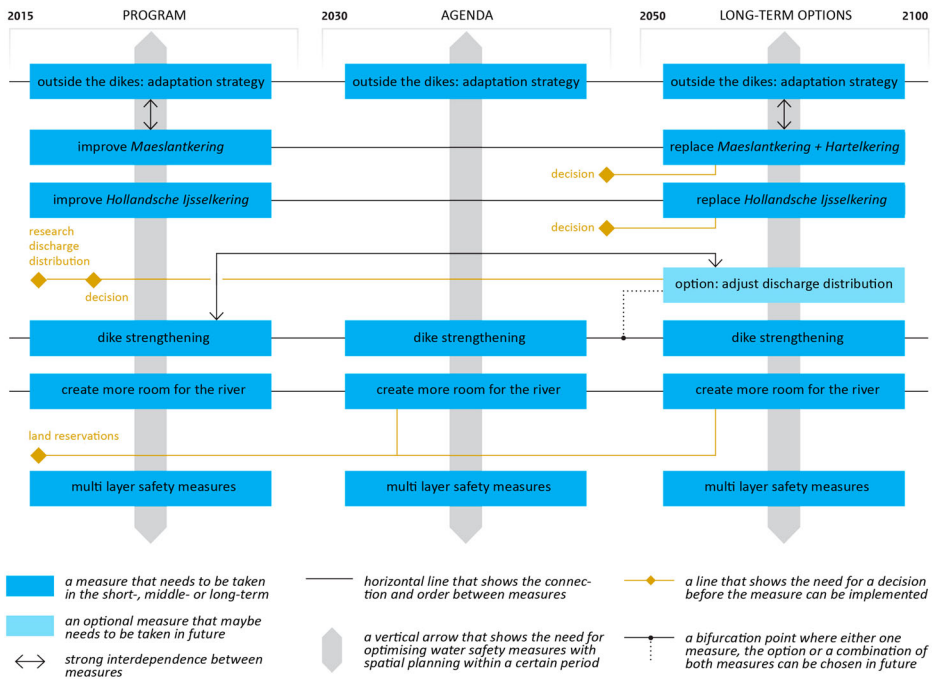 2015 PROGRAM 2030 AGENDA 2050 LONG-TERM OPTIONS 2100
outside the dikes: adaptation strategy
outside the dikes: adaptation strategy
outside the dikes: adaptation strategy
improve Maeslantkering
replace Maeslantkering + Hartelkering
decision
improve Hollandsche Ijsselkering
replace Hollandsche Ijsselkering
decision
research
discharge
distribution
decision
option: adjust discharge distribution
dike strengthening
dike strengthening
dike strengthening
create more room for the river
create more room for the river
create more room for the river
land reservations
multi layer safety measures
multi layer safety measures
multi layer safety measures
a measure that needs to be taken
in the short-, middle- or long-term
an optional measure that maybe
needs to be taken in future
strong interdependence between
measures
horizontal line that shows the connec-
tion and order between measures
a vertical arrow that shows the need for
optimising water safety measures with
spatial planning within a certain period
a line that shows the need for a decision
before the measure can be implemented
a bifurcation point where either one
measure, the option or a combination of
both measures can be chosen in future